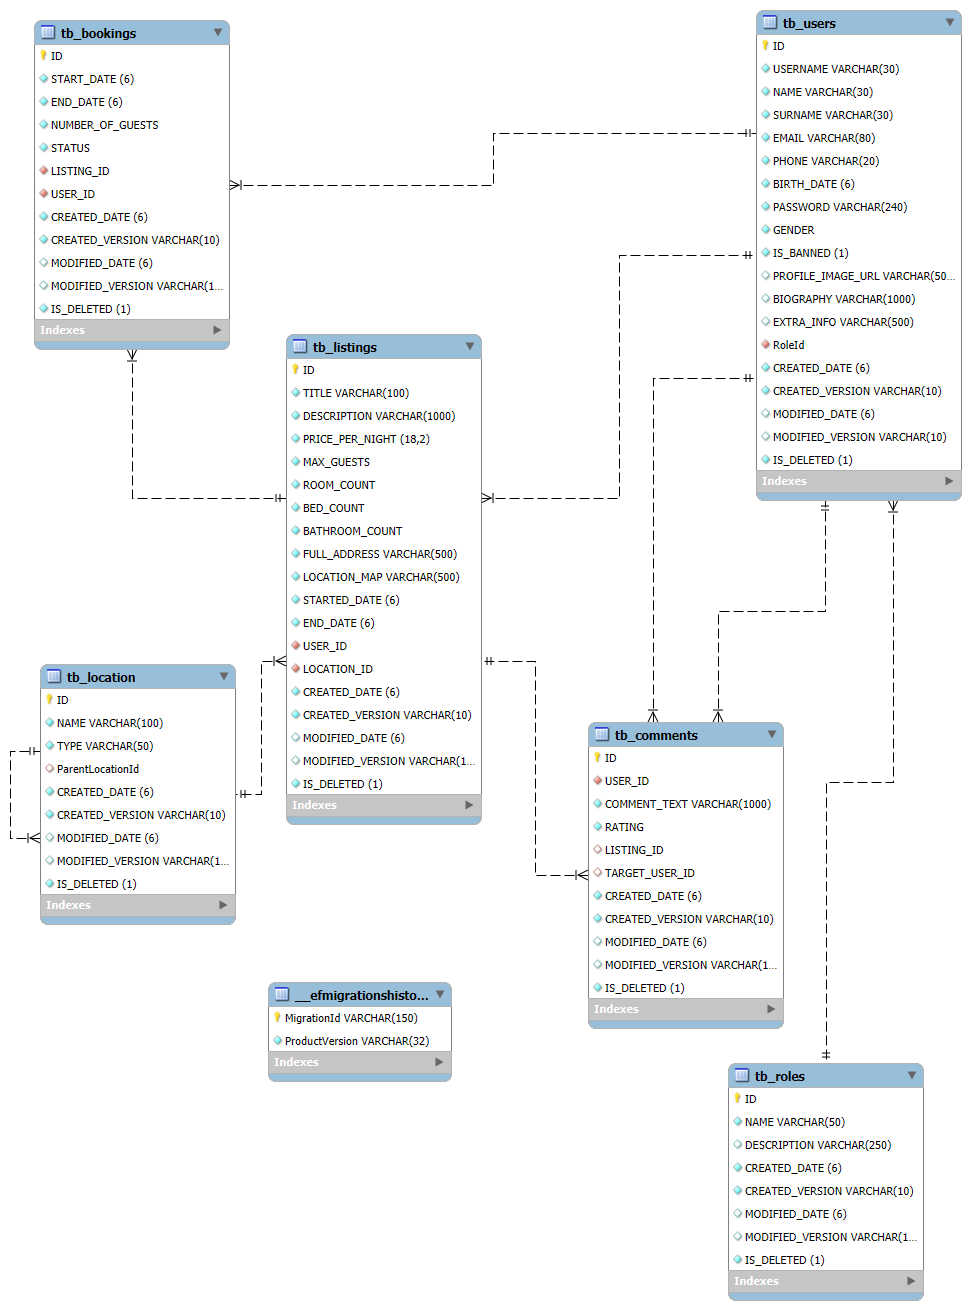 tb_bookings
ID
START_DATE (6)
END_DATE (6)
NUMBER_OF_GUESTS
STATUS
LISTING_ID
USER_ID
CREATED_DATE (6)
CREATED_VERSION VARCHAR(10)
MODIFIED_DATE (6)
MODIFIED_VERSION VARCHAR(1...
IS_DELETED (1)
Indexes
tb_users
ID
USERNAME VARCHAR(30)
NAME VARCHAR(30)
SURNAME VARCHAR(30)
EMAIL VARCHAR(80)
PHONE VARCHAR(20)
BIRTH_DATE (6)
PASSWORD VARCHAR(240)
GENDER
IS_BANNED (1)
PROFILE_IMAGE_URL VARCHAR(50...
BIOGRAPHY VARCHAR(1000)
EXTRA_INFO VARCHAR(500)
RoleId
CREATED_DATE (6)
CREATED_VERSION VARCHAR(10)
MODIFIED_DATE (6)
MODIFIED_VERSION VARCHAR(10)
IS_DELETED (1)
Indexes
tb_listings
ID
TITLE VARCHAR(100)
DESCRIPTION VARCHAR(1000)
PRICE_PER_NIGHT (18,2)
MAX_GUESTS
ROOM_COUNT
BED_COUNT
BATHROOM_COUNT
FULL_ADDRESS VARCHAR(500)
LOCATION_MAP VARCHAR(500)
STARTED_DATE (6)
END_DATE (6)
USER_ID
LOCATION_ID
CREATED_DATE (6)
CREATED_VERSION VARCHAR(10)
MODIFIED_DATE (6)
MODIFIED_VERSION VARCHAR(1...
IS_DELETED (1)
Indexes
tb_location
ID
NAME VARCHAR(100)
TYPE VARCHAR(50)
ParentLocationId
CREATED_DATE (6)
CREATED_VERSION VARCHAR(10)
MODIFIED_DATE (6)
MODIFIED_VERSION VARCHAR(1...
IS_DELETED (1)
Indexes
tb_comments
ID
USER_ID
COMMENT_TEXT VARCHAR(1000)
RATING
LISTING_ID
TARGET_USER_ID
CREATED_DATE (6)
CREATED_VERSION VARCHAR(10)
MODIFIED_DATE (6)
MODIFIED_VERSION VARCHAR(1...
IS_DELETED (1)
Indexes
__efmigrationshisto...
MigrationId VARCHAR(150)
ProductVersion VARCHAR(32)
Indexes
tb_roles
ID
NAME VARCHAR(50)
DESCRIPTION VARCHAR(250)
CREATED_DATE (6)
CREATED_VERSION VARCHAR(10)
MODIFIED_DATE (6)
MODIFIED_VERSION VARCHAR(1...
IS_DELETED (1)
Indexes